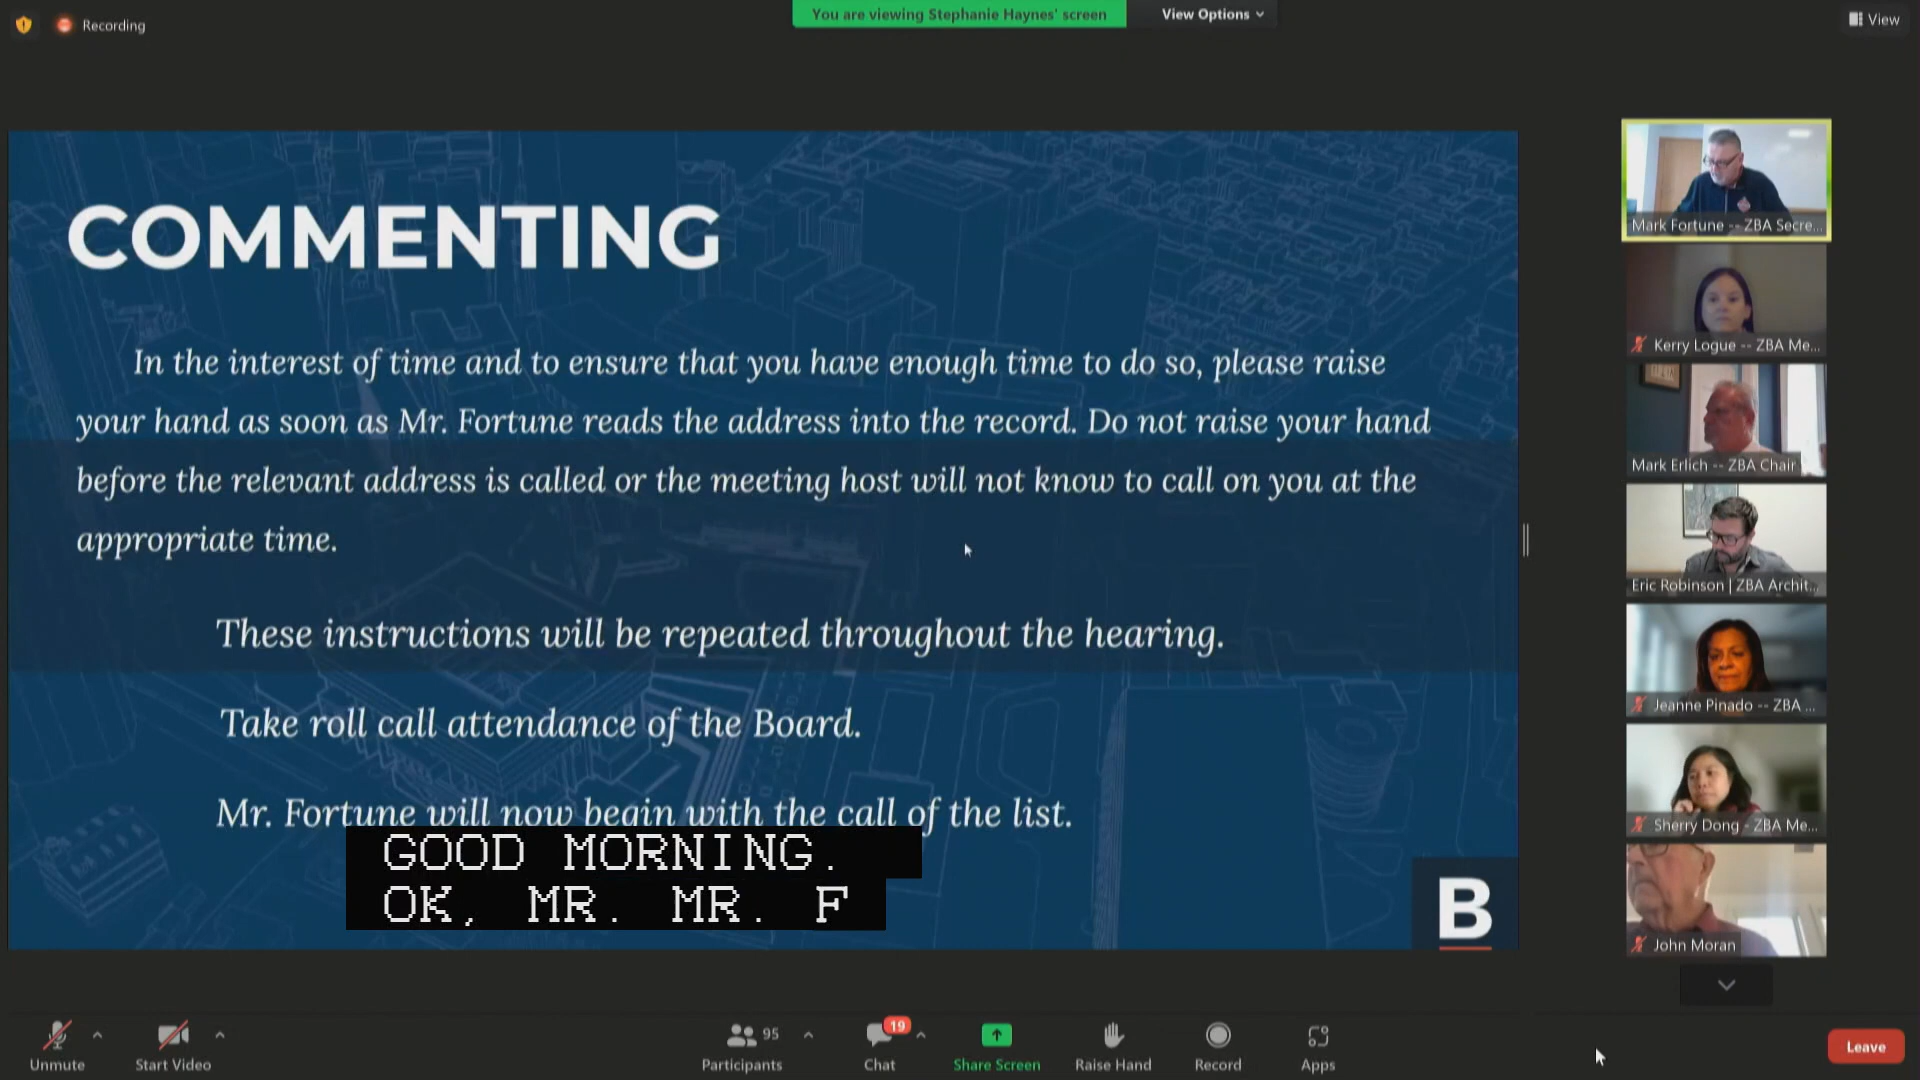 Recording
You are viewing Stephanie Haynes' screen
View Options
View
COMMENTING
In the interest of time and to ensure that you have enough time to do so, please raise
your hand as soon as Mr. Fortune reads the address into the record. Do not raise your hand
before the relevant address is called or the meeting host will not know to call on you at the
appropriate time.
These instructions will be repeated throughout the hearing.
Take roll call attendance of the Board.
Mr. Fortune will now begin with the call of the list.
GOOD MORNING.
OK, MR. MR. F
B
Mark Fortune -- ZBA Secre...
Kerry Logue -- ZBA Me...
Mark Erlich -- ZBA Chair
Eric Robinson | ZBA Archit...
Jeanne Pinado -- ZBA ...
Sherry Dong - ZBA Me...
John Moran
Unmute
Start Video
95
Participants
19
Chat
Share Screen
Raise Hand
Record
Apps
Leave